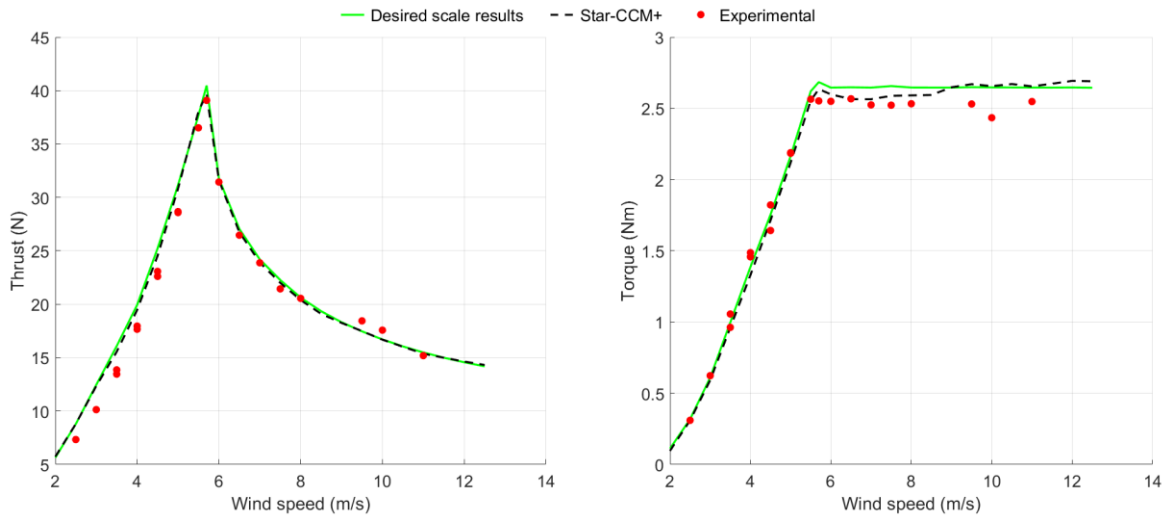 Desired scale results Star-CCM+ Experimental
45
40
35
30
25
20
15
10
5
Thrust (N)
2 4 6 8 10 12 14
Wind speed (m/s)
3
2.5
2
1.5
1
0.5
0
Torque (Nm)
2 4 6 8 10 12 14
Wind speed (m/s)